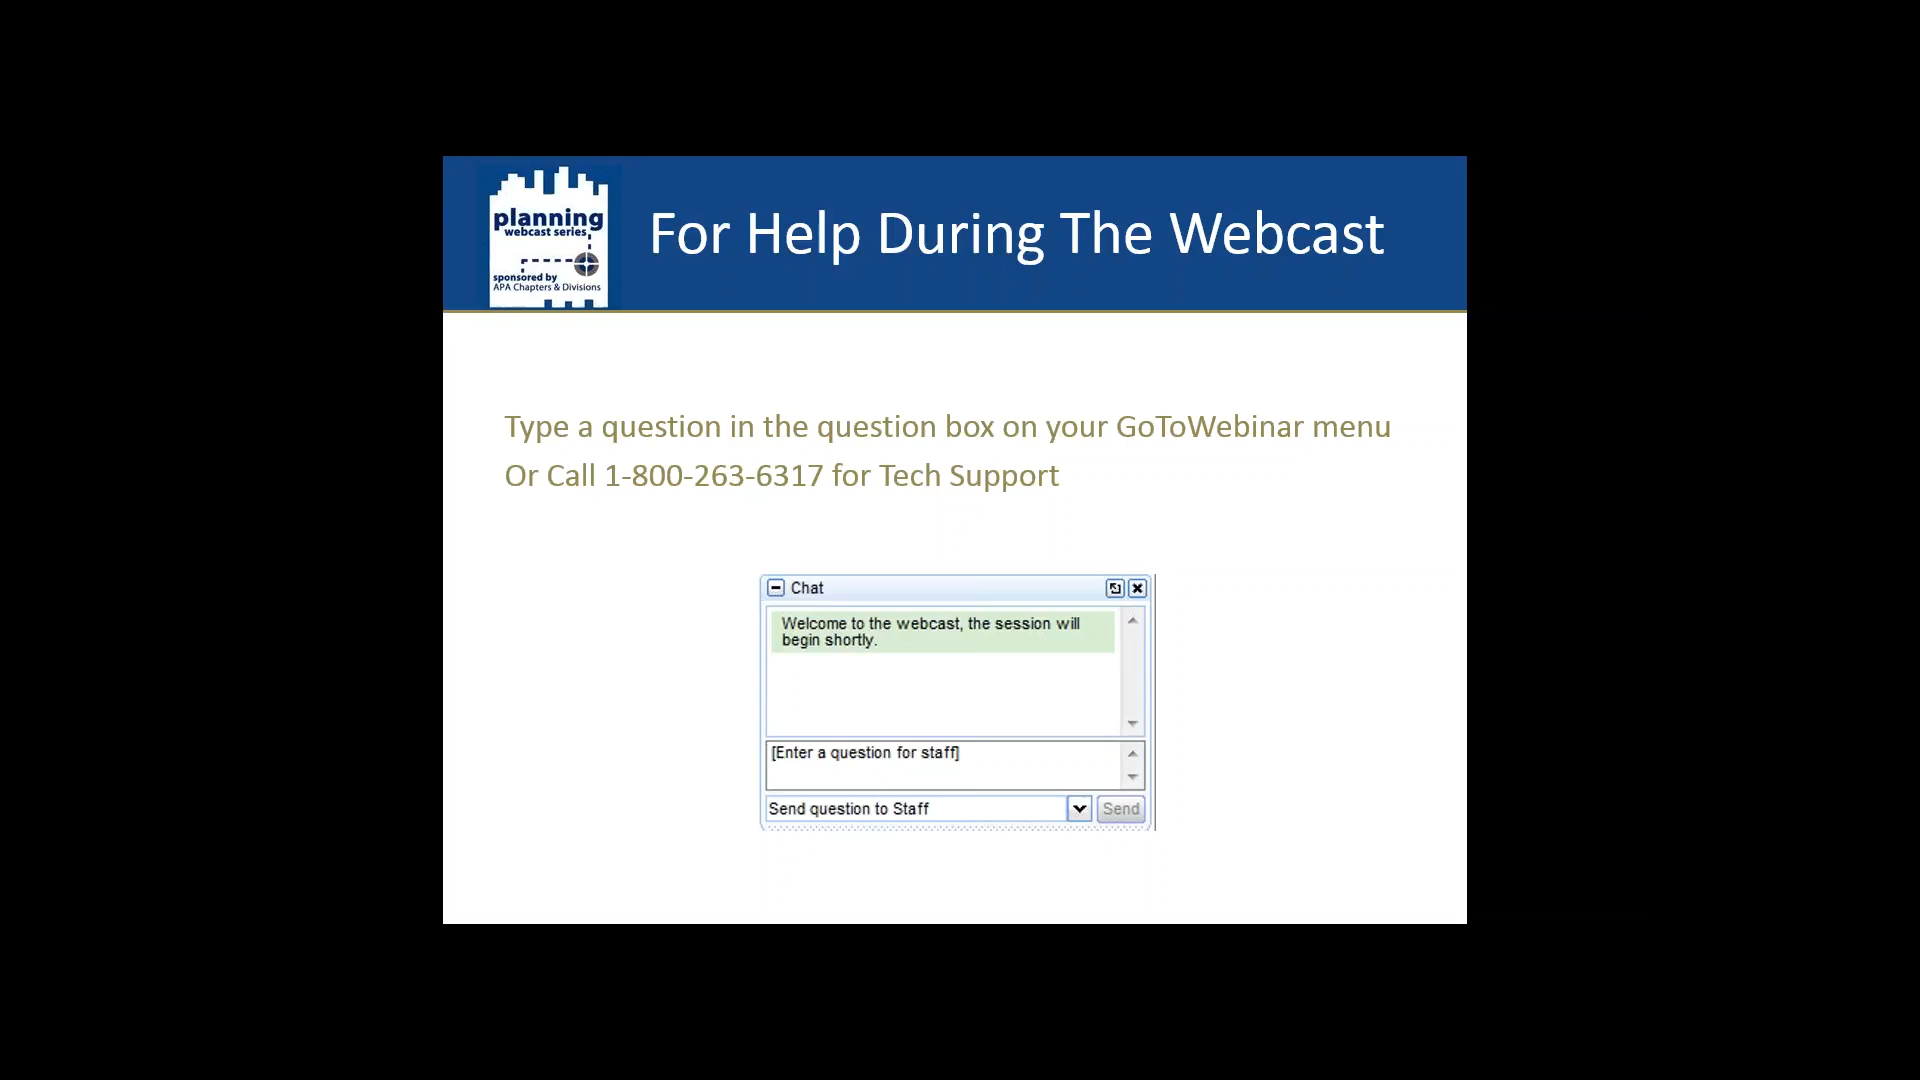 planning
webcast series
sponsored by
APA Chapters & Divisions
For Help During The Webcast
Type a question in the question box on your GoToWebinar menu
Or Call 1-800-263-6317 for Tech Support
Chat
Welcome to the webcast, the session will
begin shortly.
[Enter a question for staff]
Send question to Staff
Send